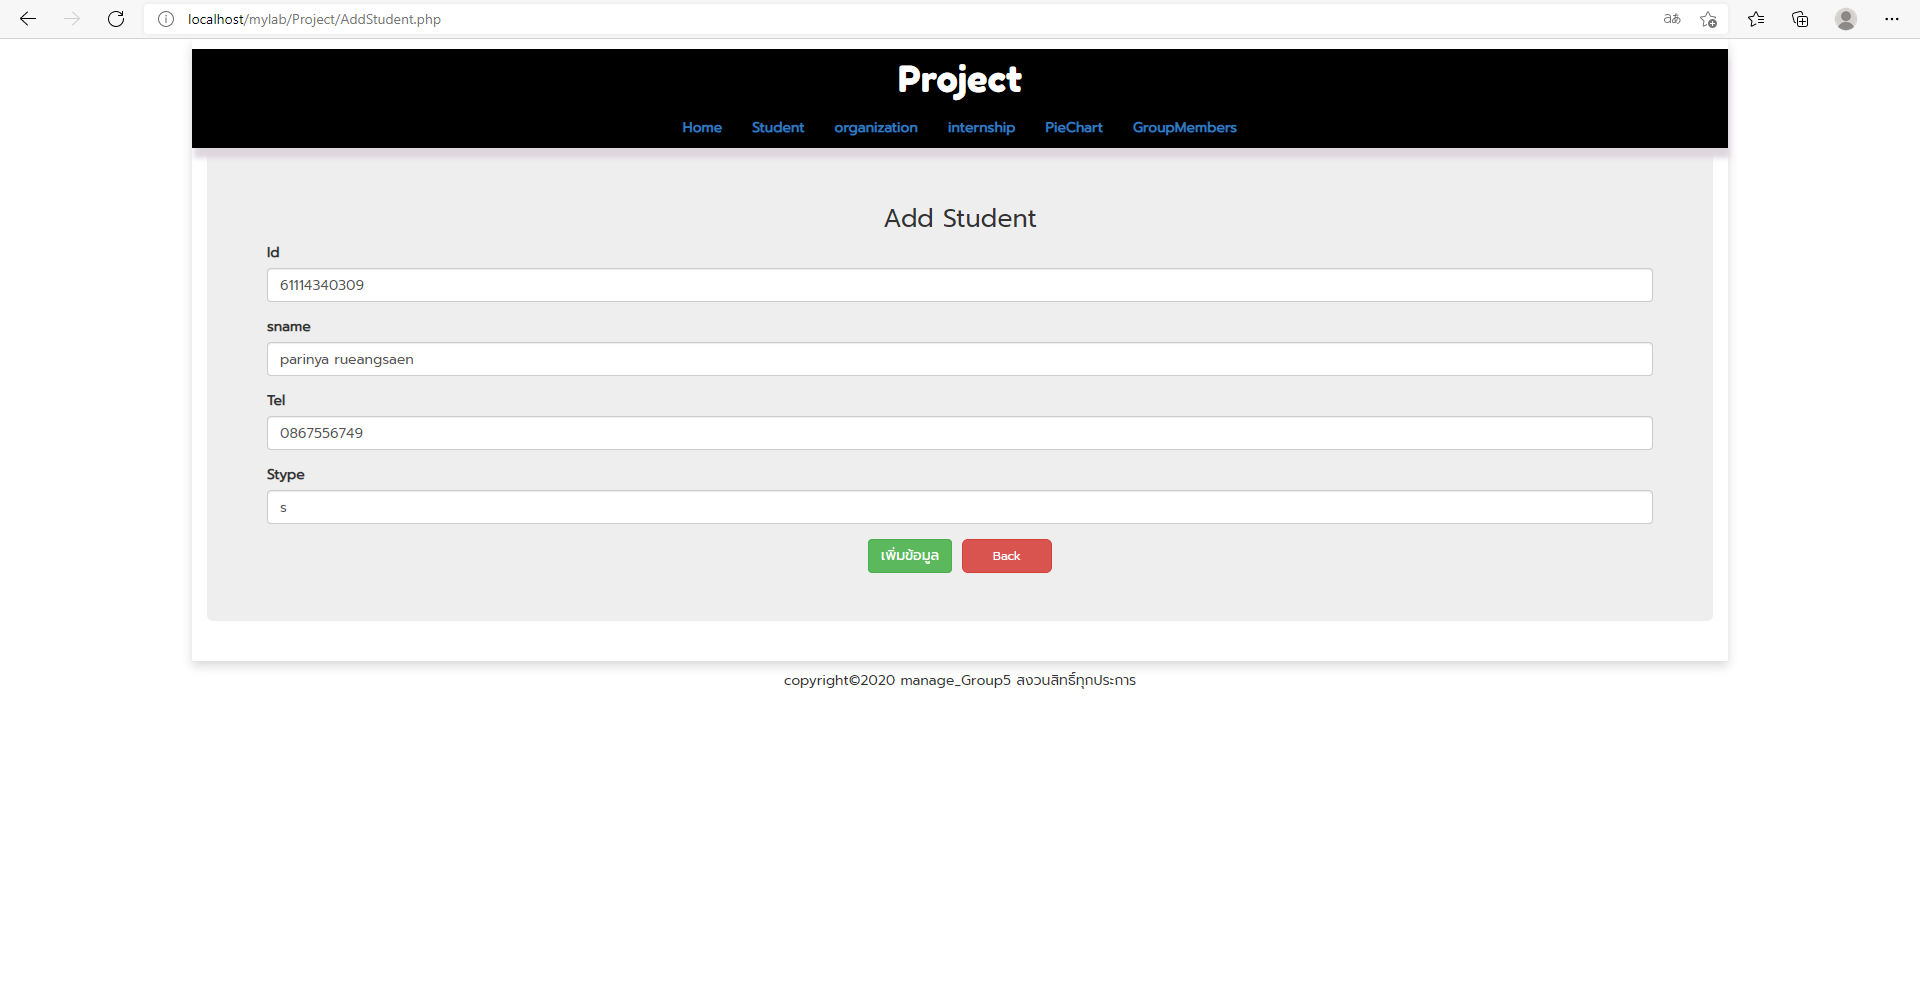 localhost/mylab/Project/AddStudent.php
Project
Home Student organization internship PieChart GroupMembers
Add Student
Id
61114340309
sname
parinya rueangsaen
Tel
0867556749
Stype
s
เพิ่มข้อมูล Back
copyright©2020 manage_Group5 สงวนสิทธิ์ทุกประการ